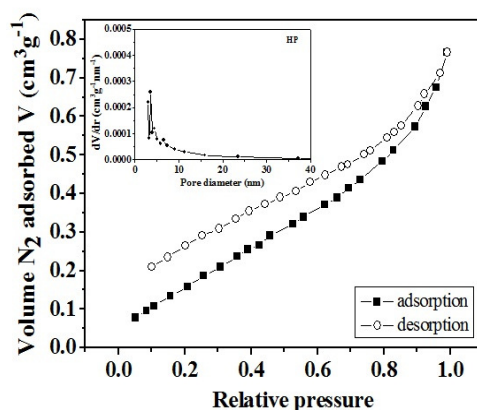 0.8
0.7
0.6
0.5
0.4
0.3
0.2
0.1
0.0
Volume N2 adsorbed V (cm3g-1)
0.0005
0.0004
0.0003
0.0002
0.0001
0.0000
dV/dr (cm3g-1nm-1)
HP
0 10 20 30 40
Pore diameter (nm)
adsorption
desorption
0.0 0.2 0.4 0.6 0.8 1.0
Relative pressure